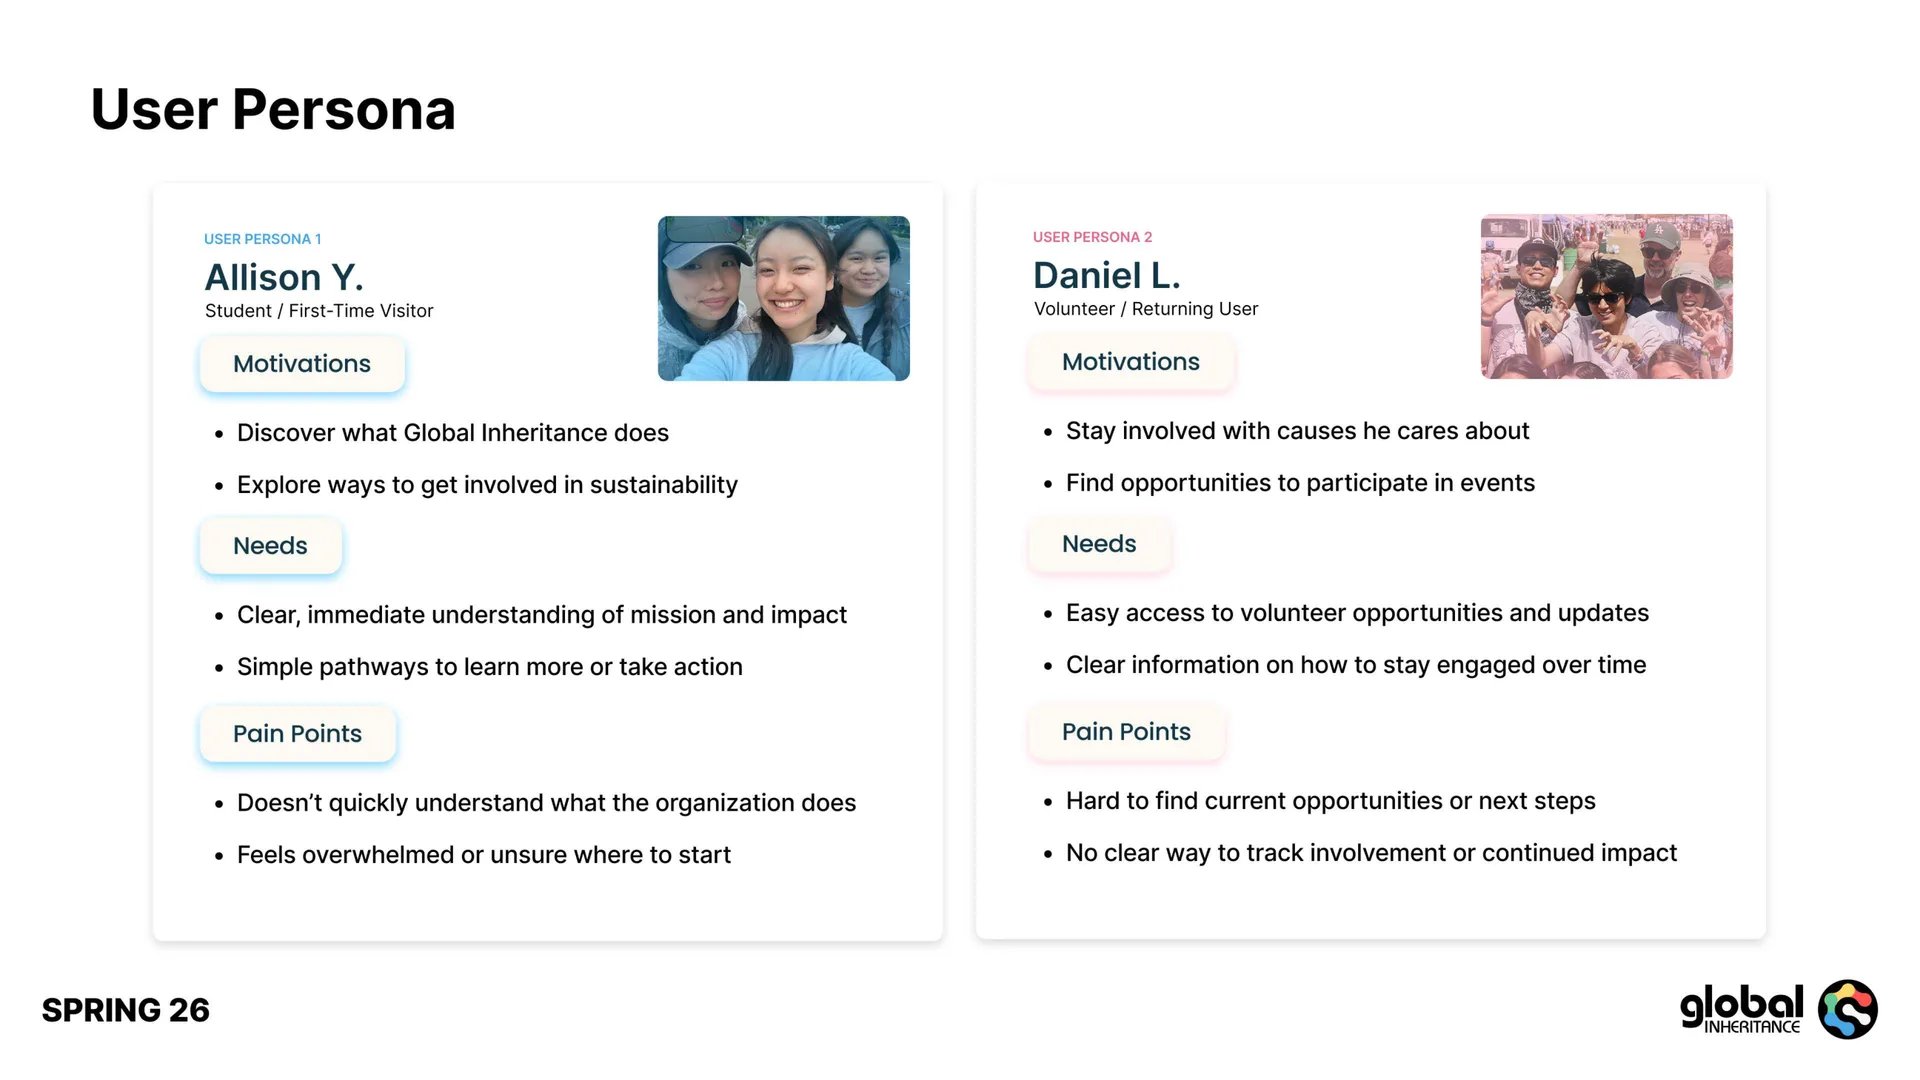 User Persona
USER PERSONA 1
Allison Y.
Student / First-Time Visitor
Motivations
• Discover what Global Inheritance does
• Explore ways to get involved in sustainability
Needs
• Clear, immediate understanding of mission and impact
• Simple pathways to learn more or take action
Pain Points
• Doesn’t quickly understand what the organization does
• Feels overwhelmed or unsure where to start
USER PERSONA 2
Daniel L.
Volunteer / Returning User
Motivations
• Stay involved with causes he cares about
• Find opportunities to participate in events
Needs
• Easy access to volunteer opportunities and updates
• Clear information on how to stay engaged over time
Pain Points
• Hard to find current opportunities or next steps
• No clear way to track involvement or continued impact
SPRING 26
global
INHERITANCE